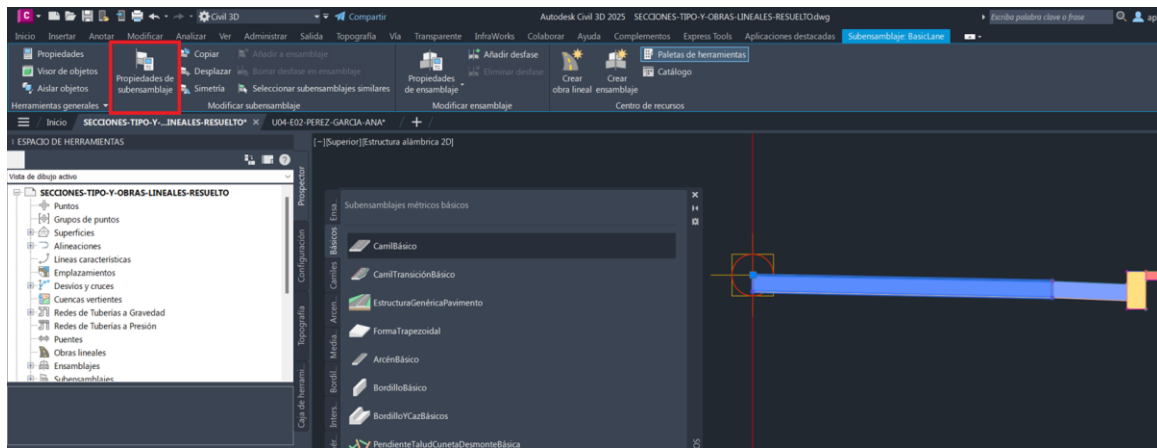 C Civil 3D Compartir Autodesk Civil 3D 2025 SECCIONES-TIPO-Y-OBRAS-LINEALES-RESUELTO.dwg Escriba palabra clave o frase ap
Inicio Insertar Anotar Modificar Analizar Ver Administrar Salida Topografía Vía Transparente InfraWorks Colaborar Ayuda Complementos Express Tools Aplicaciones destacadas Subensamblaje: BasicLane
Propiedades Copiar Añadir a ensamblaje Añadir desfase Paletas de herramientas
Visor de objetos Desplazar Borrar desfase en ensamblaje Eliminar desfase Catálogo
Aislar objetos Simetría Seleccionar subensamblajes similares
Propiedades de subensamblaje
Propiedades de ensamblaje
Crear obra lineal
Crear ensamblaje
Herramientas generales Modificar subensamblaje Modificar ensamblaje Centro de recursos
Inicio SECCIONES-TIPO-Y-...INEALES-RESUELTO* U04-E02-PEREZ-GARCIA-ANA* +
ESPACIO DE HERRAMIENTAS
[-][Superior][Estructura alámbrica 2D]
Vista de dibujo activo
SECCIONES-TIPO-Y-OBRAS-LINEALES-RESUELTO
Puntos
Grupos de puntos
Superficies
Alineaciones
Líneas características
Emplazamientos
Desvíos y cruces
Cuencas vertientes
Redes de Tuberías a Gravedad
Redes de Tuberías a Presión
Puentes
Obras lineales
Ensamblajes
Subensamblajes
Prospector
Configuración
Topografía
Caja de herrami...
Ensa...
Básicos
Carriles
Arcen...
Media...
Bordil...
Inters...
Subensamblajes métricos básicos
CarrilBásico
CarrilTransiciónBásico
EstructuraGenéricaPavimento
FormaTrapezoidal
ArcénBásico
BordilloBásico
BordilloYCazBásicos
PendienteTaludCunetaDesmonteBásica